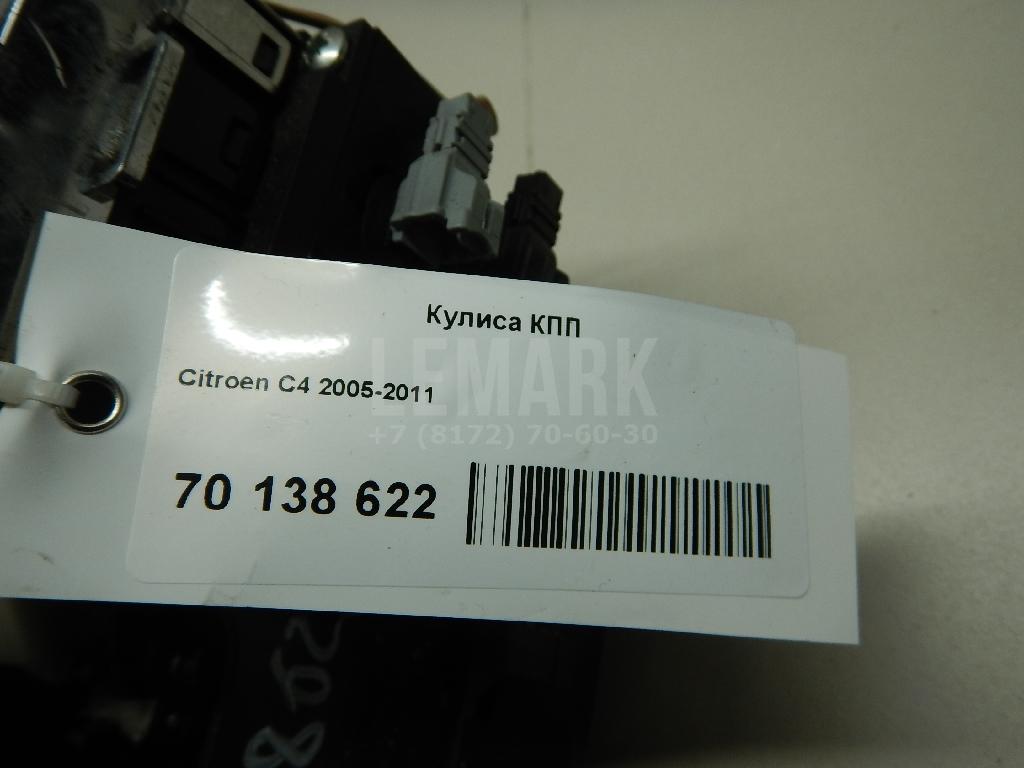 Кулиса КПП
Citroen C4 2005-2011
LEMARK
+7 (8172) 70-60-30
70 138 622